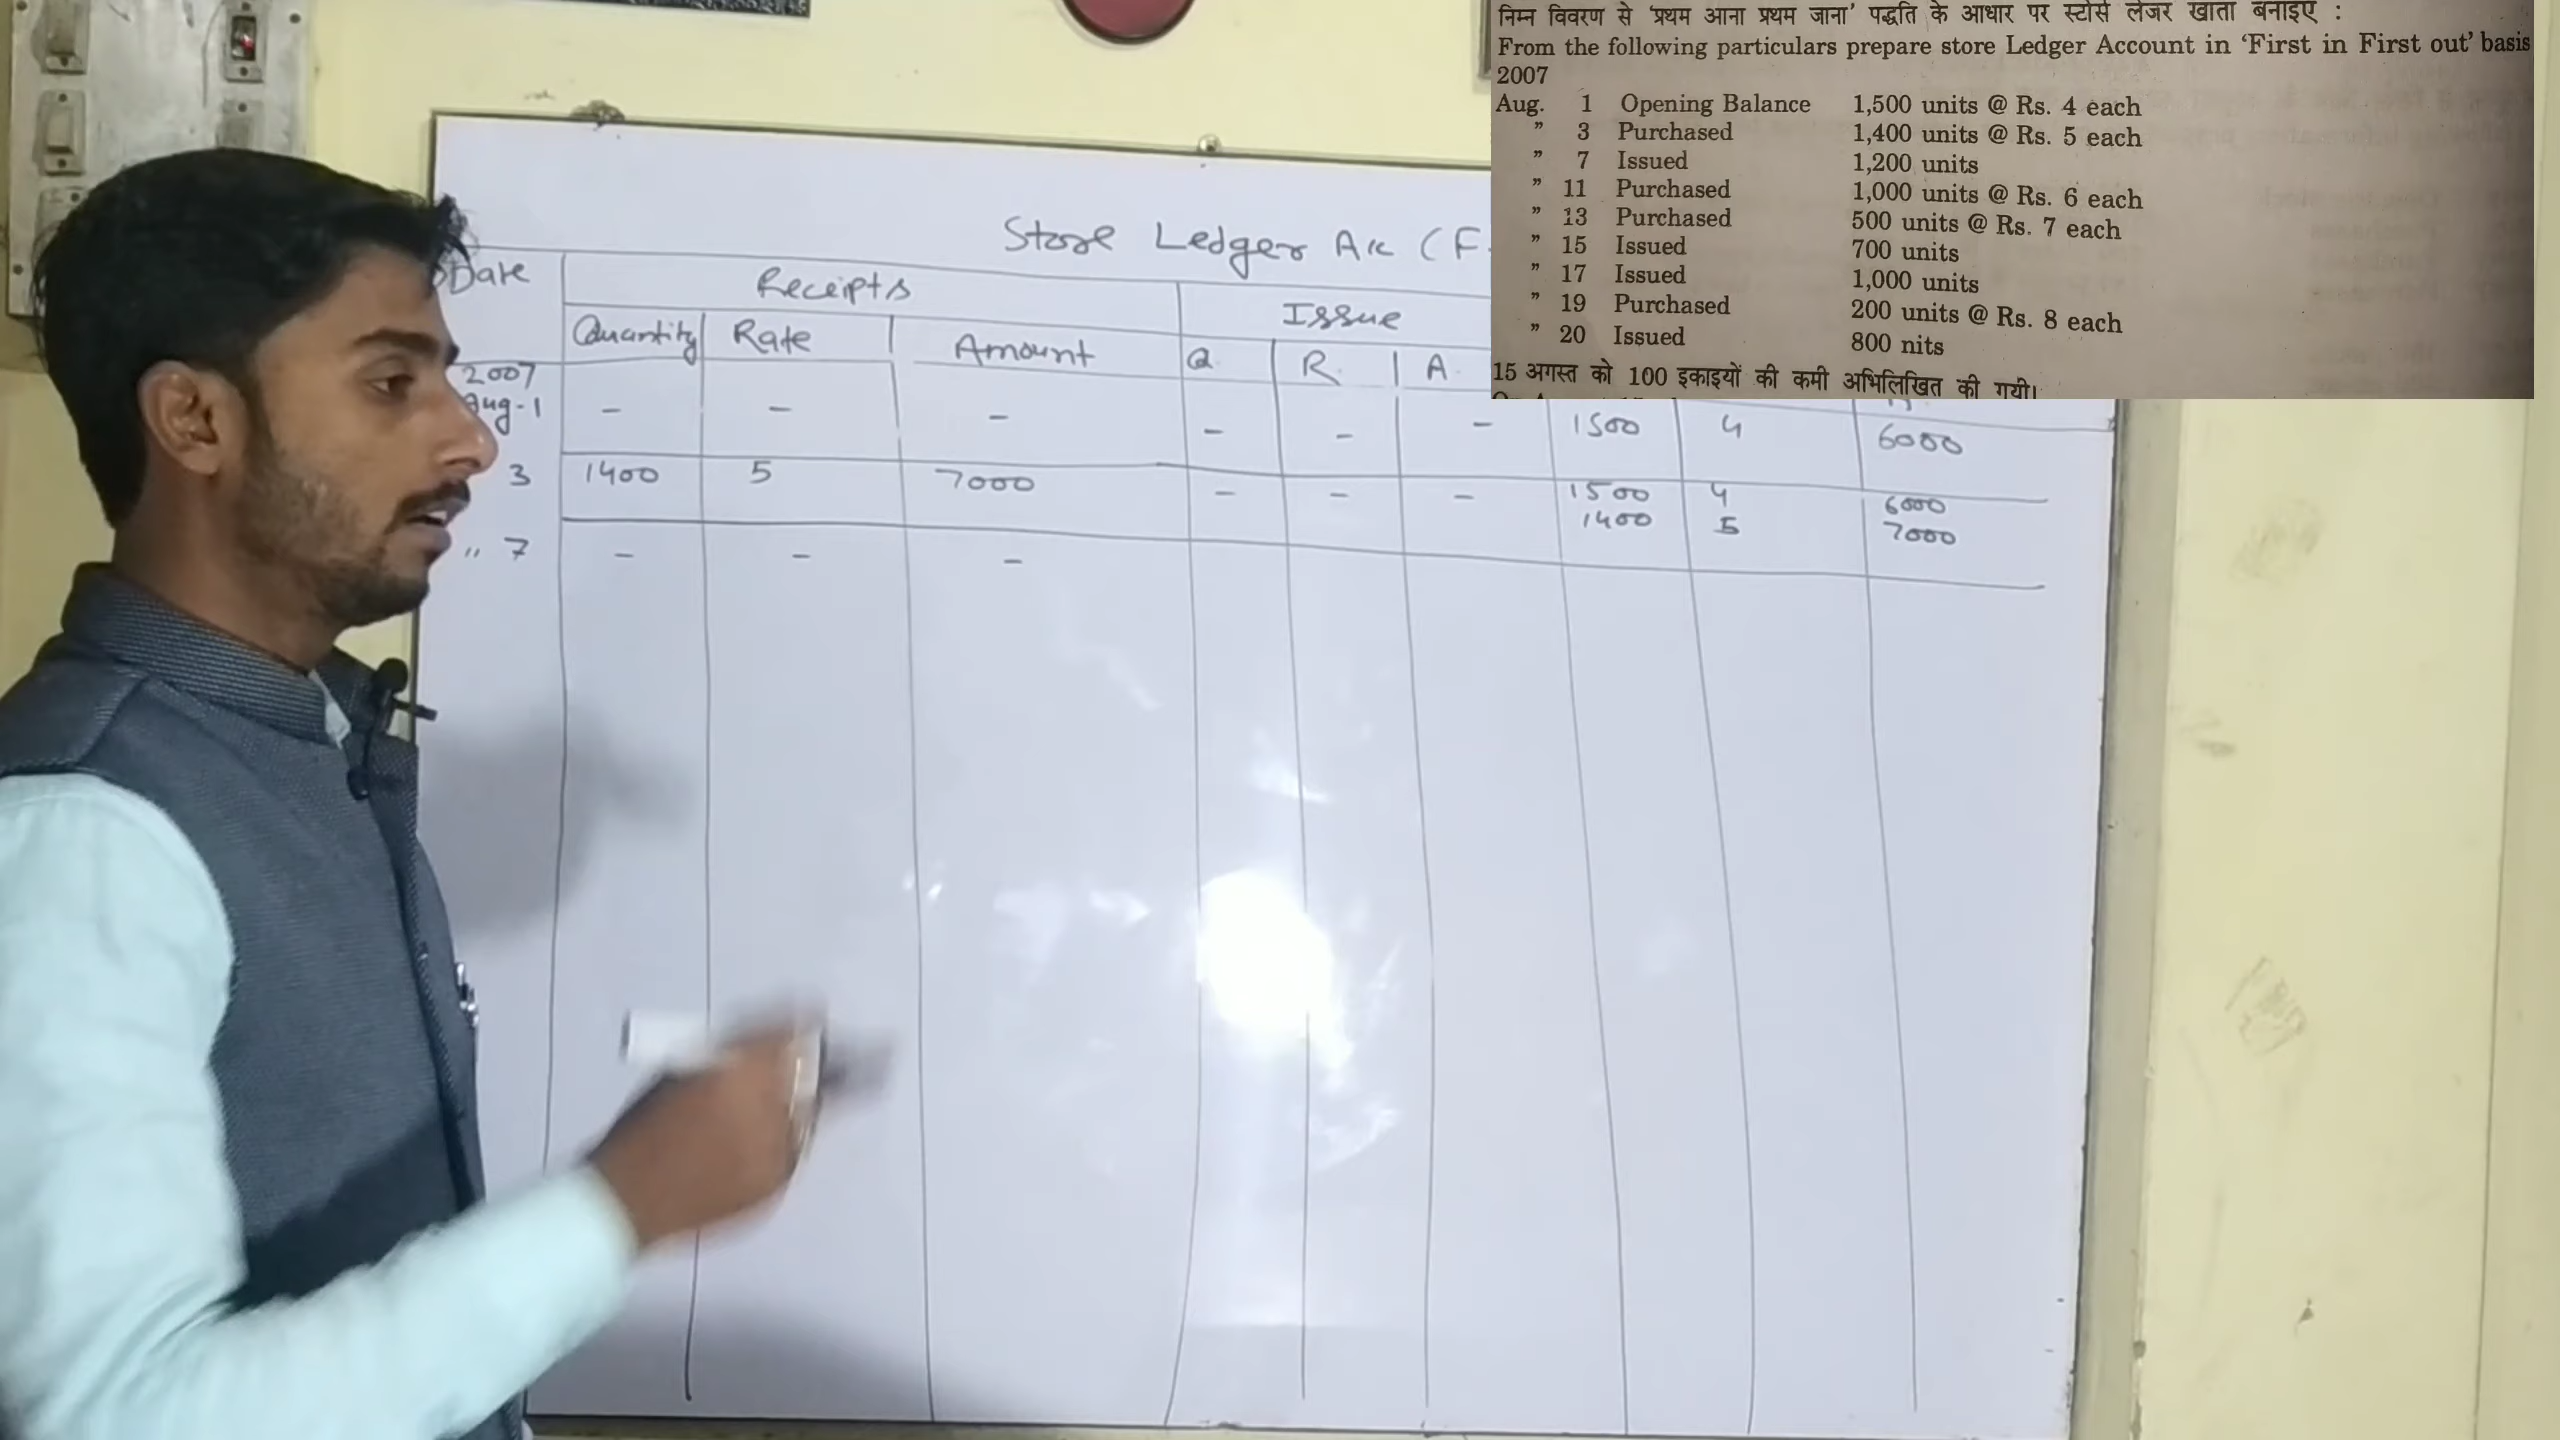 निम्न विवरण से 'प्रथम आना प्रथम जाना' पद्धति के आधार पर स्टोर्स लेजर खाता बनाइए :
From the following particulars prepare store Ledger Account in 'First in First out' basis
2007
Aug. 1 Opening Balance 1,500 units @ Rs. 4 each
" 3 Purchased 1,400 units @ Rs. 5 each
" 7 Issued 1,200 units
" 11 Purchased 1,000 units @ Rs. 6 each
" 13 Purchased 500 units @ Rs. 7 each
" 15 Issued 700 units
" 17 Issued 1,000 units
" 19 Purchased 200 units @ Rs. 8 each
" 20 Issued 800 nits
15 अगस्त को 100 इकाइयों की कमी अभिलिखित की गयी।
Store Ledger A/c (F.
Date Receipts Issue
Quantity Rate Amount Q R. A.
2007
Aug-1 - - - - - - 1500 4 6000
3 1400 5 7000 - - - 1500 4 6000
1400 5 7000
" 7 - - -